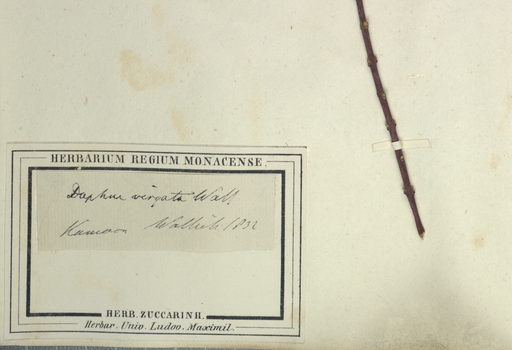 HERBARIUM REGIUM MONACENSE.
Daphne virgata Wall.
Kamoon Wallich 1832
HERB. ZUCCARINII.
Herbar. Univ. Ludov. Maximil.